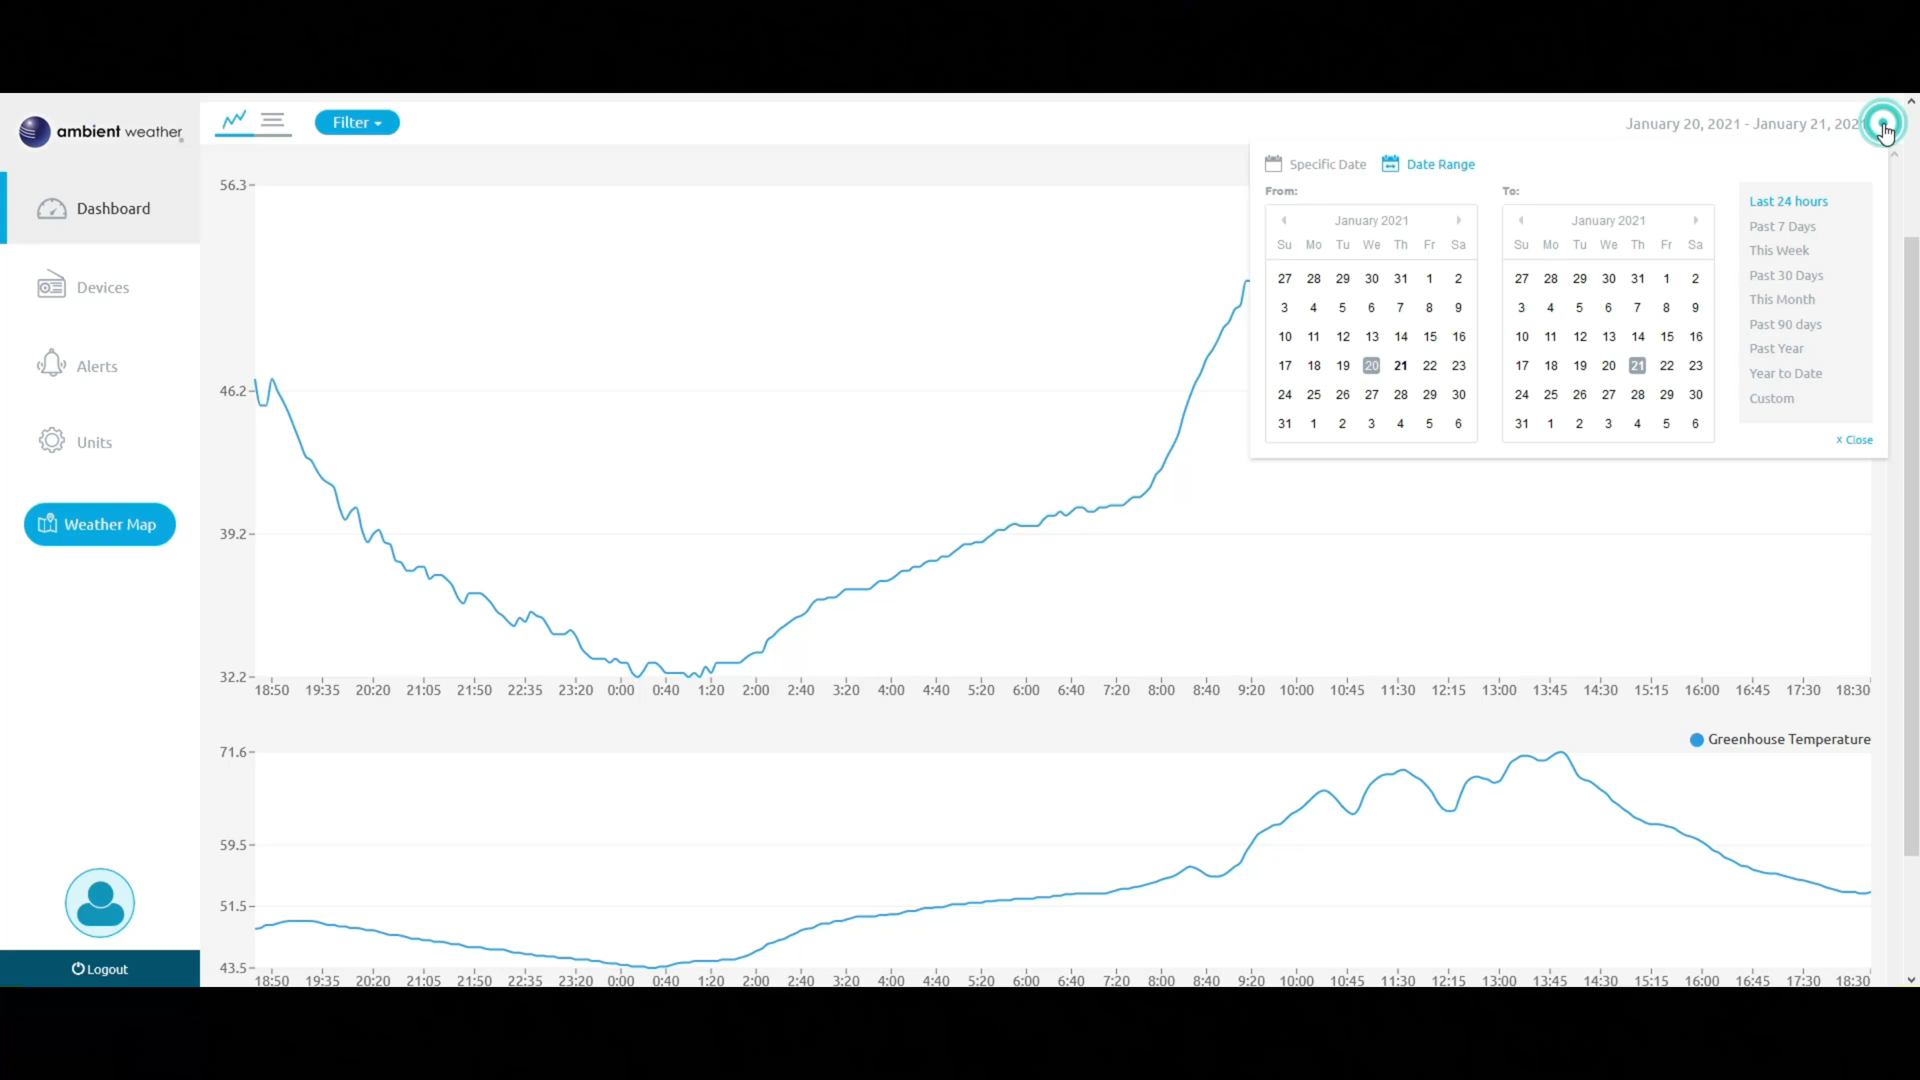 ambient weather
Filter
January 20, 2021 - January 21, 202
Dashboard
Devices
Alerts
Units
Weather Map
Logout
Specific Date Date Range
From: To:
January 2021
Su Mo Tu We Th Fr Sa
27 28 29 30 31 1 2
3 4 5 6 7 8 9
10 11 12 13 14 15 16
17 18 19 20 21 22 23
24 25 26 27 28 29 30
31 1 2 3 4 5 6
January 2021
Su Mo Tu We Th Fr Sa
27 28 29 30 31 1 2
3 4 5 6 7 8 9
10 11 12 13 14 15 16
17 18 19 20 21 22 23
24 25 26 27 28 29 30
31 1 2 3 4 5 6
Last 24 hours
Past 7 Days
This Week
Past 30 Days
This Month
Past 90 days
Past Year
Year to Date
Custom
x Close
56.3
46.2
39.2
32.2
18:50 19:35 20:20 21:05 21:50 22:35 23:20 0:00 0:40 1:20 2:00 2:40 3:20 4:00 4:40 5:20 6:00 6:40 7:20 8:00 8:40 9:20 10:00 10:45 11:30 12:15 13:00 13:45 14:30 15:15 16:00 16:45 17:30 18:30
Greenhouse Temperature
71.6
59.5
51.5
43.5
18:50 19:35 20:20 21:05 21:50 22:35 23:20 0:00 0:40 1:20 2:00 2:40 3:20 4:00 4:40 5:20 6:00 6:40 7:20 8:00 8:40 9:20 10:00 10:45 11:30 12:15 13:00 13:45 14:30 15:15 16:00 16:45 17:30 18:30